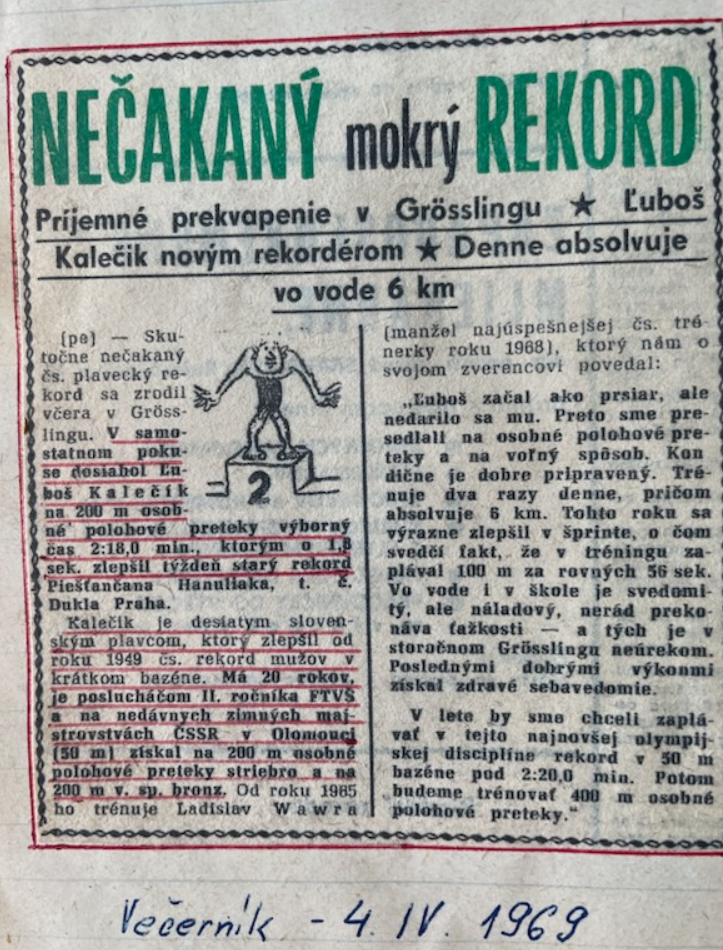 NEČAKANÝ mokrý REKORD
Príjemné prekvapenie v Grösslingu ★ Ľuboš
Kalečik novým rekordérom ★ Denne absolvuje
vo vode 6 km
(pe) — Sku-
točne nečakaný
čs. plavecký re-
kord sa zrodil
včera v Gröss-
lingu. V samo-
statnom poku-
se dosiahol Ľu-
boš Kalečík
na 200 m osob-
né polohové preteky výborný
čas 2:18,0 min., ktorým o 1,8
sek. zlepšil týždeň starý rekord
Piešťančana Hanuliaka, t. č.
Dukla Praha.
Kalečik je desiatym sloven-
ským plavcom, ktorý zlepšil od
roku 1949 čs. rekord mužov v
krátkom bazéne. Má 20 rokov,
je poslucháčom II. ročníka FTVŠ
a na nedávnych zimných maj-
strovstvách ČSSR v Olomouci
(50 m) získal na 200 m osobné
polohové preteky striebro a na
200 m v. sp. bronz. Od roku 1965
ho trénuje Ladislav Wawra
2
(manžel najúspešnejšej čs. tré-
nerky roku 1968), ktorý nám o
svojom zverencovi povedal:
„Ľuboš začal ako prsiar, ale
nedarilo sa mu. Preto sme pre-
sedlali na osobné polohové pre-
teky a na voľný spôsob. Kon
dične je dobre pripravený. Tré-
nuje dva razy denne, pričom
absolvuje 6 km. Tohto roku sa
výrazne zlepšil v šprinte, o čom
svedčí fakt, že v tréningu za-
plával 100 m za rovných 56 sek.
Vo vode i v škole je svedomi-
tý, ale náladový, nerád preko-
náva ťažkosti — a tých je v
storočnom Grösslingu neúrekom.
Poslednými dobrými výkonmi
získal zdravé sebavedomie.
V lete by sme chceli zaplá-
vať v tejto najnovšej olympij-
skej disciplíne rekord v 50 m
bazéne pod 2:20,0 min. Potom
budeme trénovať 400 m osobné
polohové preteky.“
Večerník - 4. IV. 1969